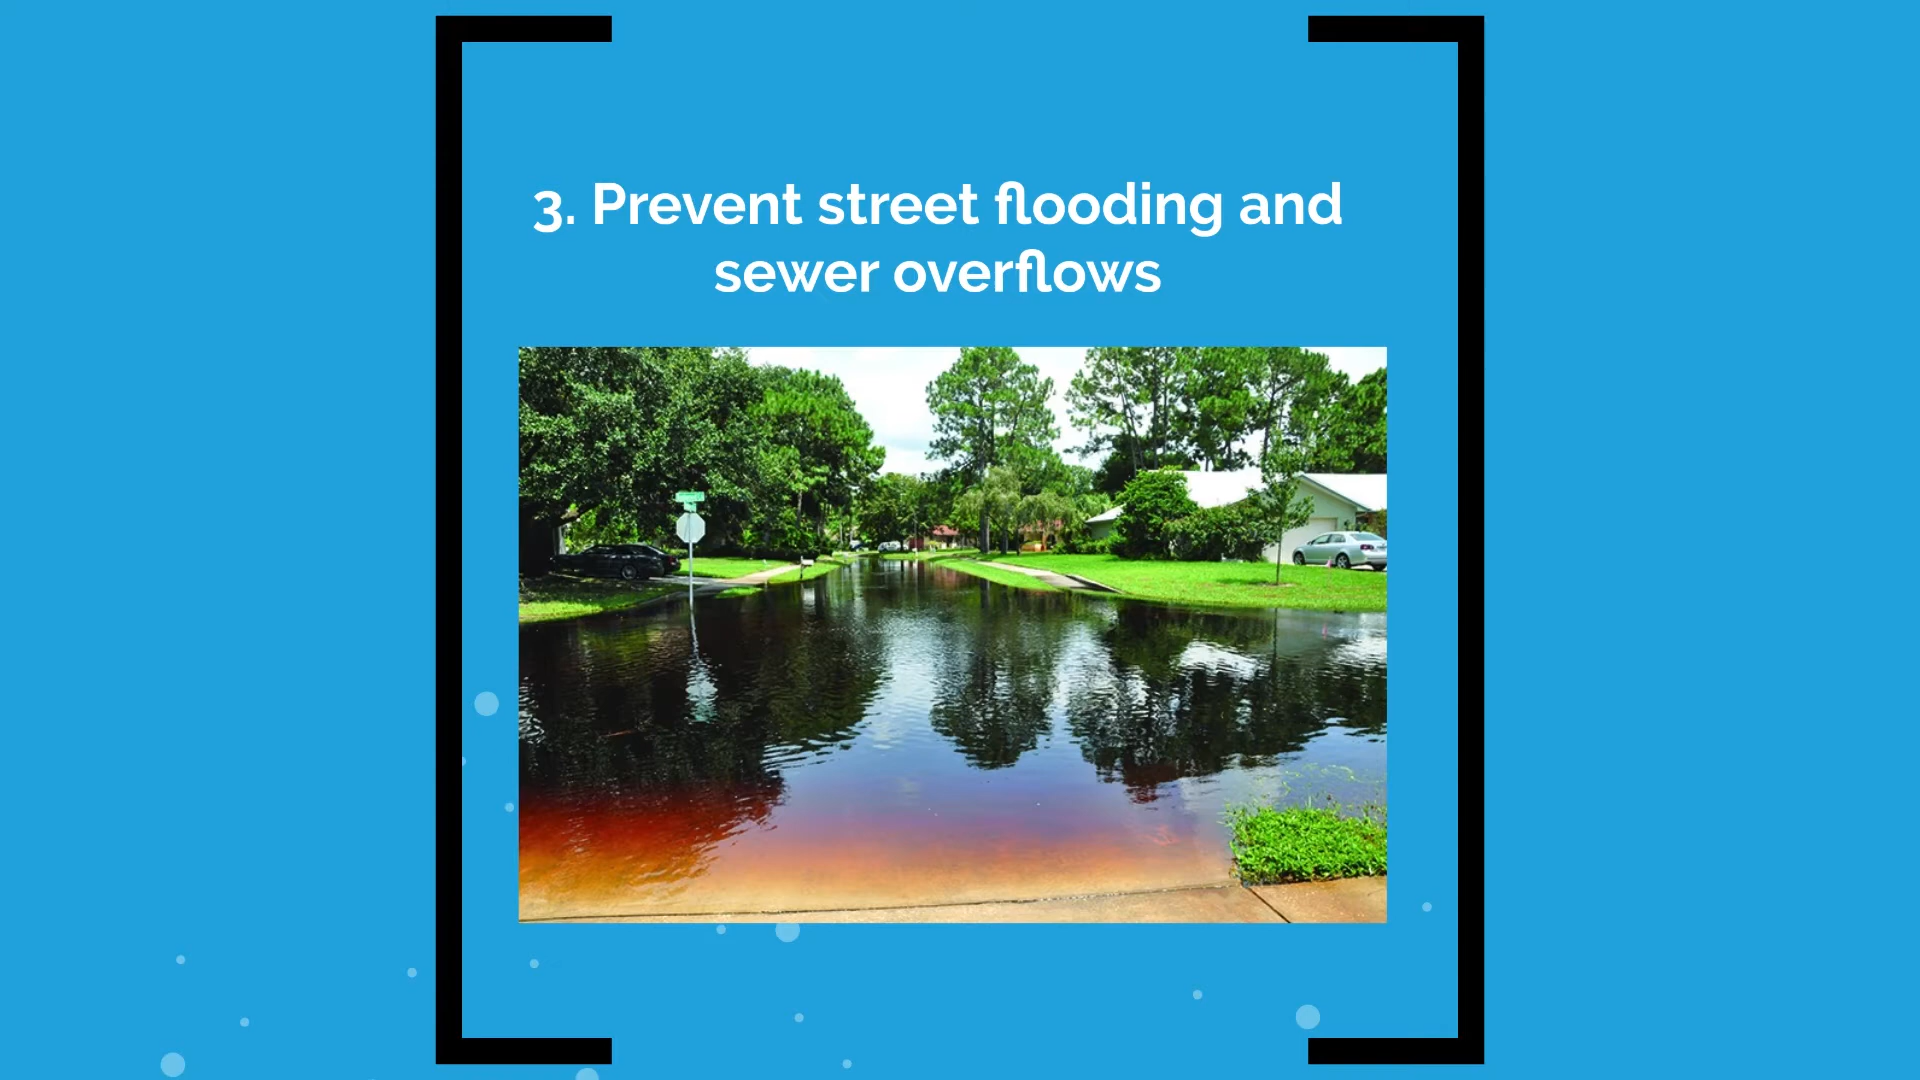 3. Prevent street flooding and
sewer overflows